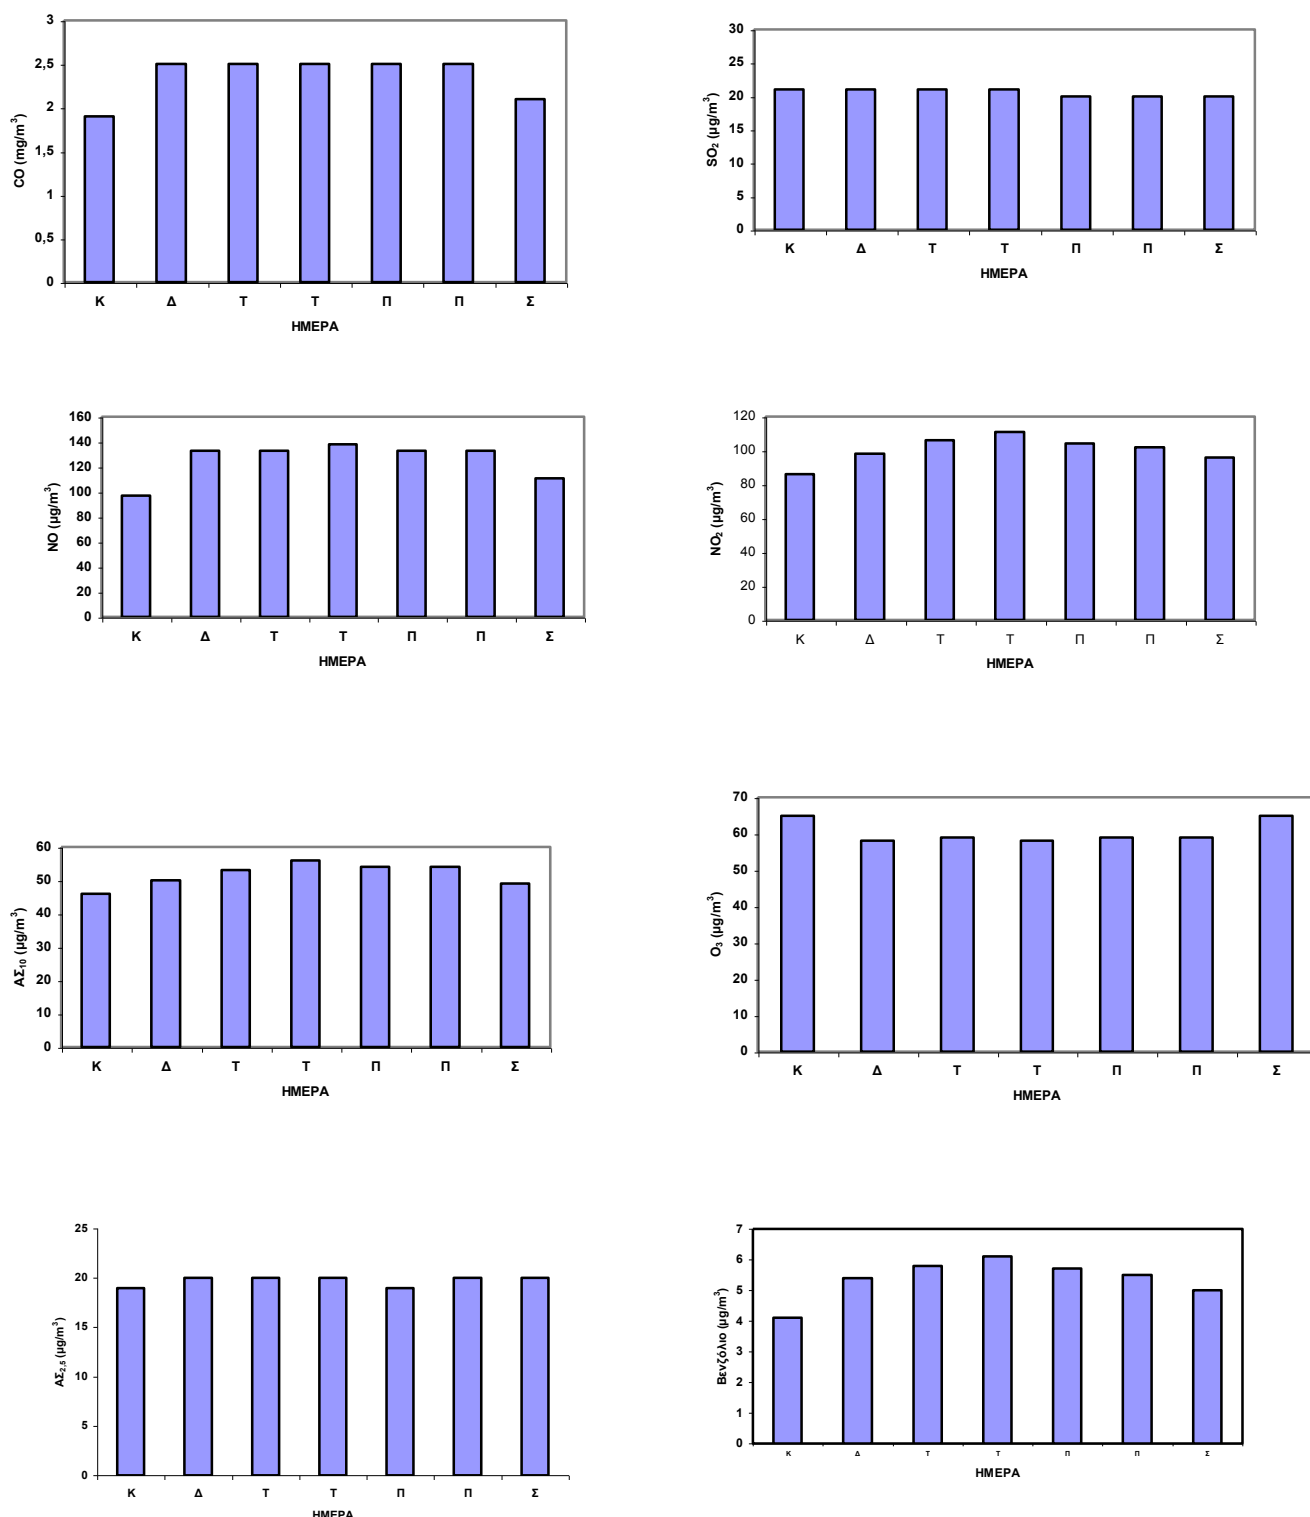 CO (mg/m³)
3
2,5
2
1,5
1
0,5
0
Κ Δ Τ Τ Π Π Σ
ΗΜΕΡΑ
SO₂ (μg/m³)
30
25
20
15
10
5
0
Κ Δ Τ Τ Π Π Σ
ΗΜΕΡΑ
NO (μg/m³)
160
140
120
100
80
60
40
20
0
Κ Δ Τ Τ Π Π Σ
ΗΜΕΡΑ
NO₂ (μg/m³)
120
100
80
60
40
20
0
Κ Δ Τ Τ Π Π Σ
ΗΜΕΡΑ
ΑΣ₁₀ (μg/m³)
60
50
40
30
20
10
0
Κ Δ Τ Τ Π Π Σ
ΗΜΕΡΑ
O₃ (μg/m³)
70
60
50
40
30
20
10
0
Κ Δ Τ Τ Π Π Σ
ΗΜΕΡΑ
ΑΣ₂,₅ (μg/m³)
25
20
15
10
5
0
Κ Δ Τ Τ Π Π Σ
ΗΜΕΡΑ
Βενζόλιο (μg/m³)
7
6
5
4
3
2
1
0
Κ Δ Τ Τ Π Π Σ
ΗΜΕΡΑ